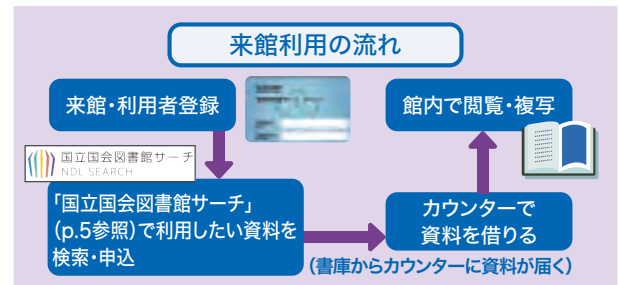 来館利用の流れ
来館・利用者登録
館内で閲覧・複写
国立国会図書館サーチ
NDL SEARCH
「国立国会図書館サーチ」
(p.5参照)で利用したい資料を
検索・申込
カウンターで
資料を借りる
(書庫からカウンターに資料が届く)